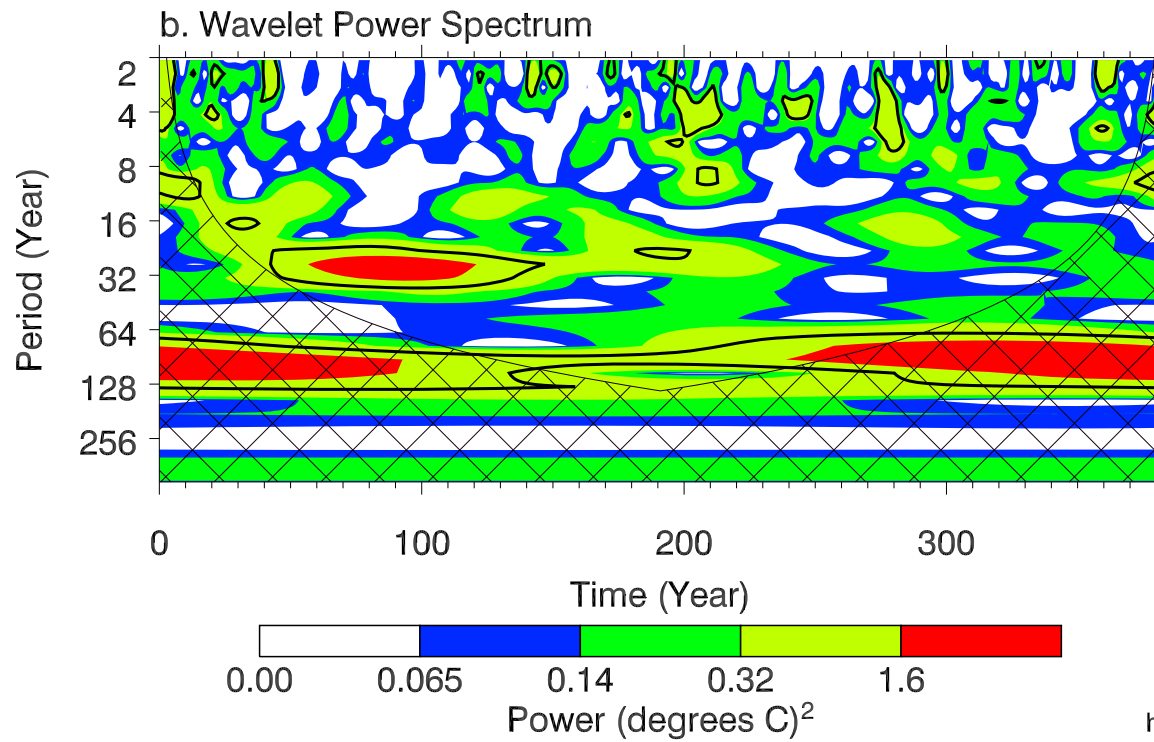 b. Wavelet Power Spectrum
2
4
8
16
32
64
128
256
Period (Year)
0 100 200 300
Time (Year)
0.00 0.065 0.14 0.32 1.6
Power (degrees C)2